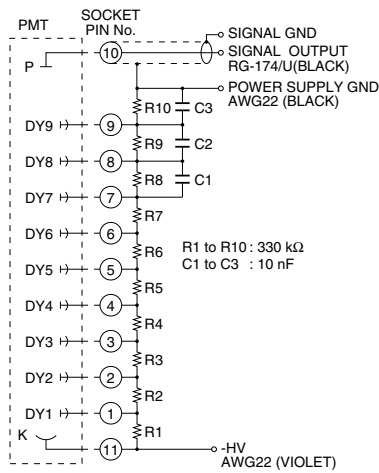 PMT
SOCKET
PIN No.
SIGNAL GND
SIGNAL OUTPUT
RG-174/U(BLACK)
POWER SUPPLY GND
AWG22 (BLACK)
P
10
R10
C3
DY9
9
R9
C2
DY8
8
R8
C1
DY7
7
R7
DY6
6
R6
R1 to R10 : 330 kΩ
C1 to C3 : 10 nF
DY5
5
R5
DY4
4
R4
DY3
3
R3
DY2
2
R2
DY1
1
R1
K
11
-HV
AWG22 (VIOLET)